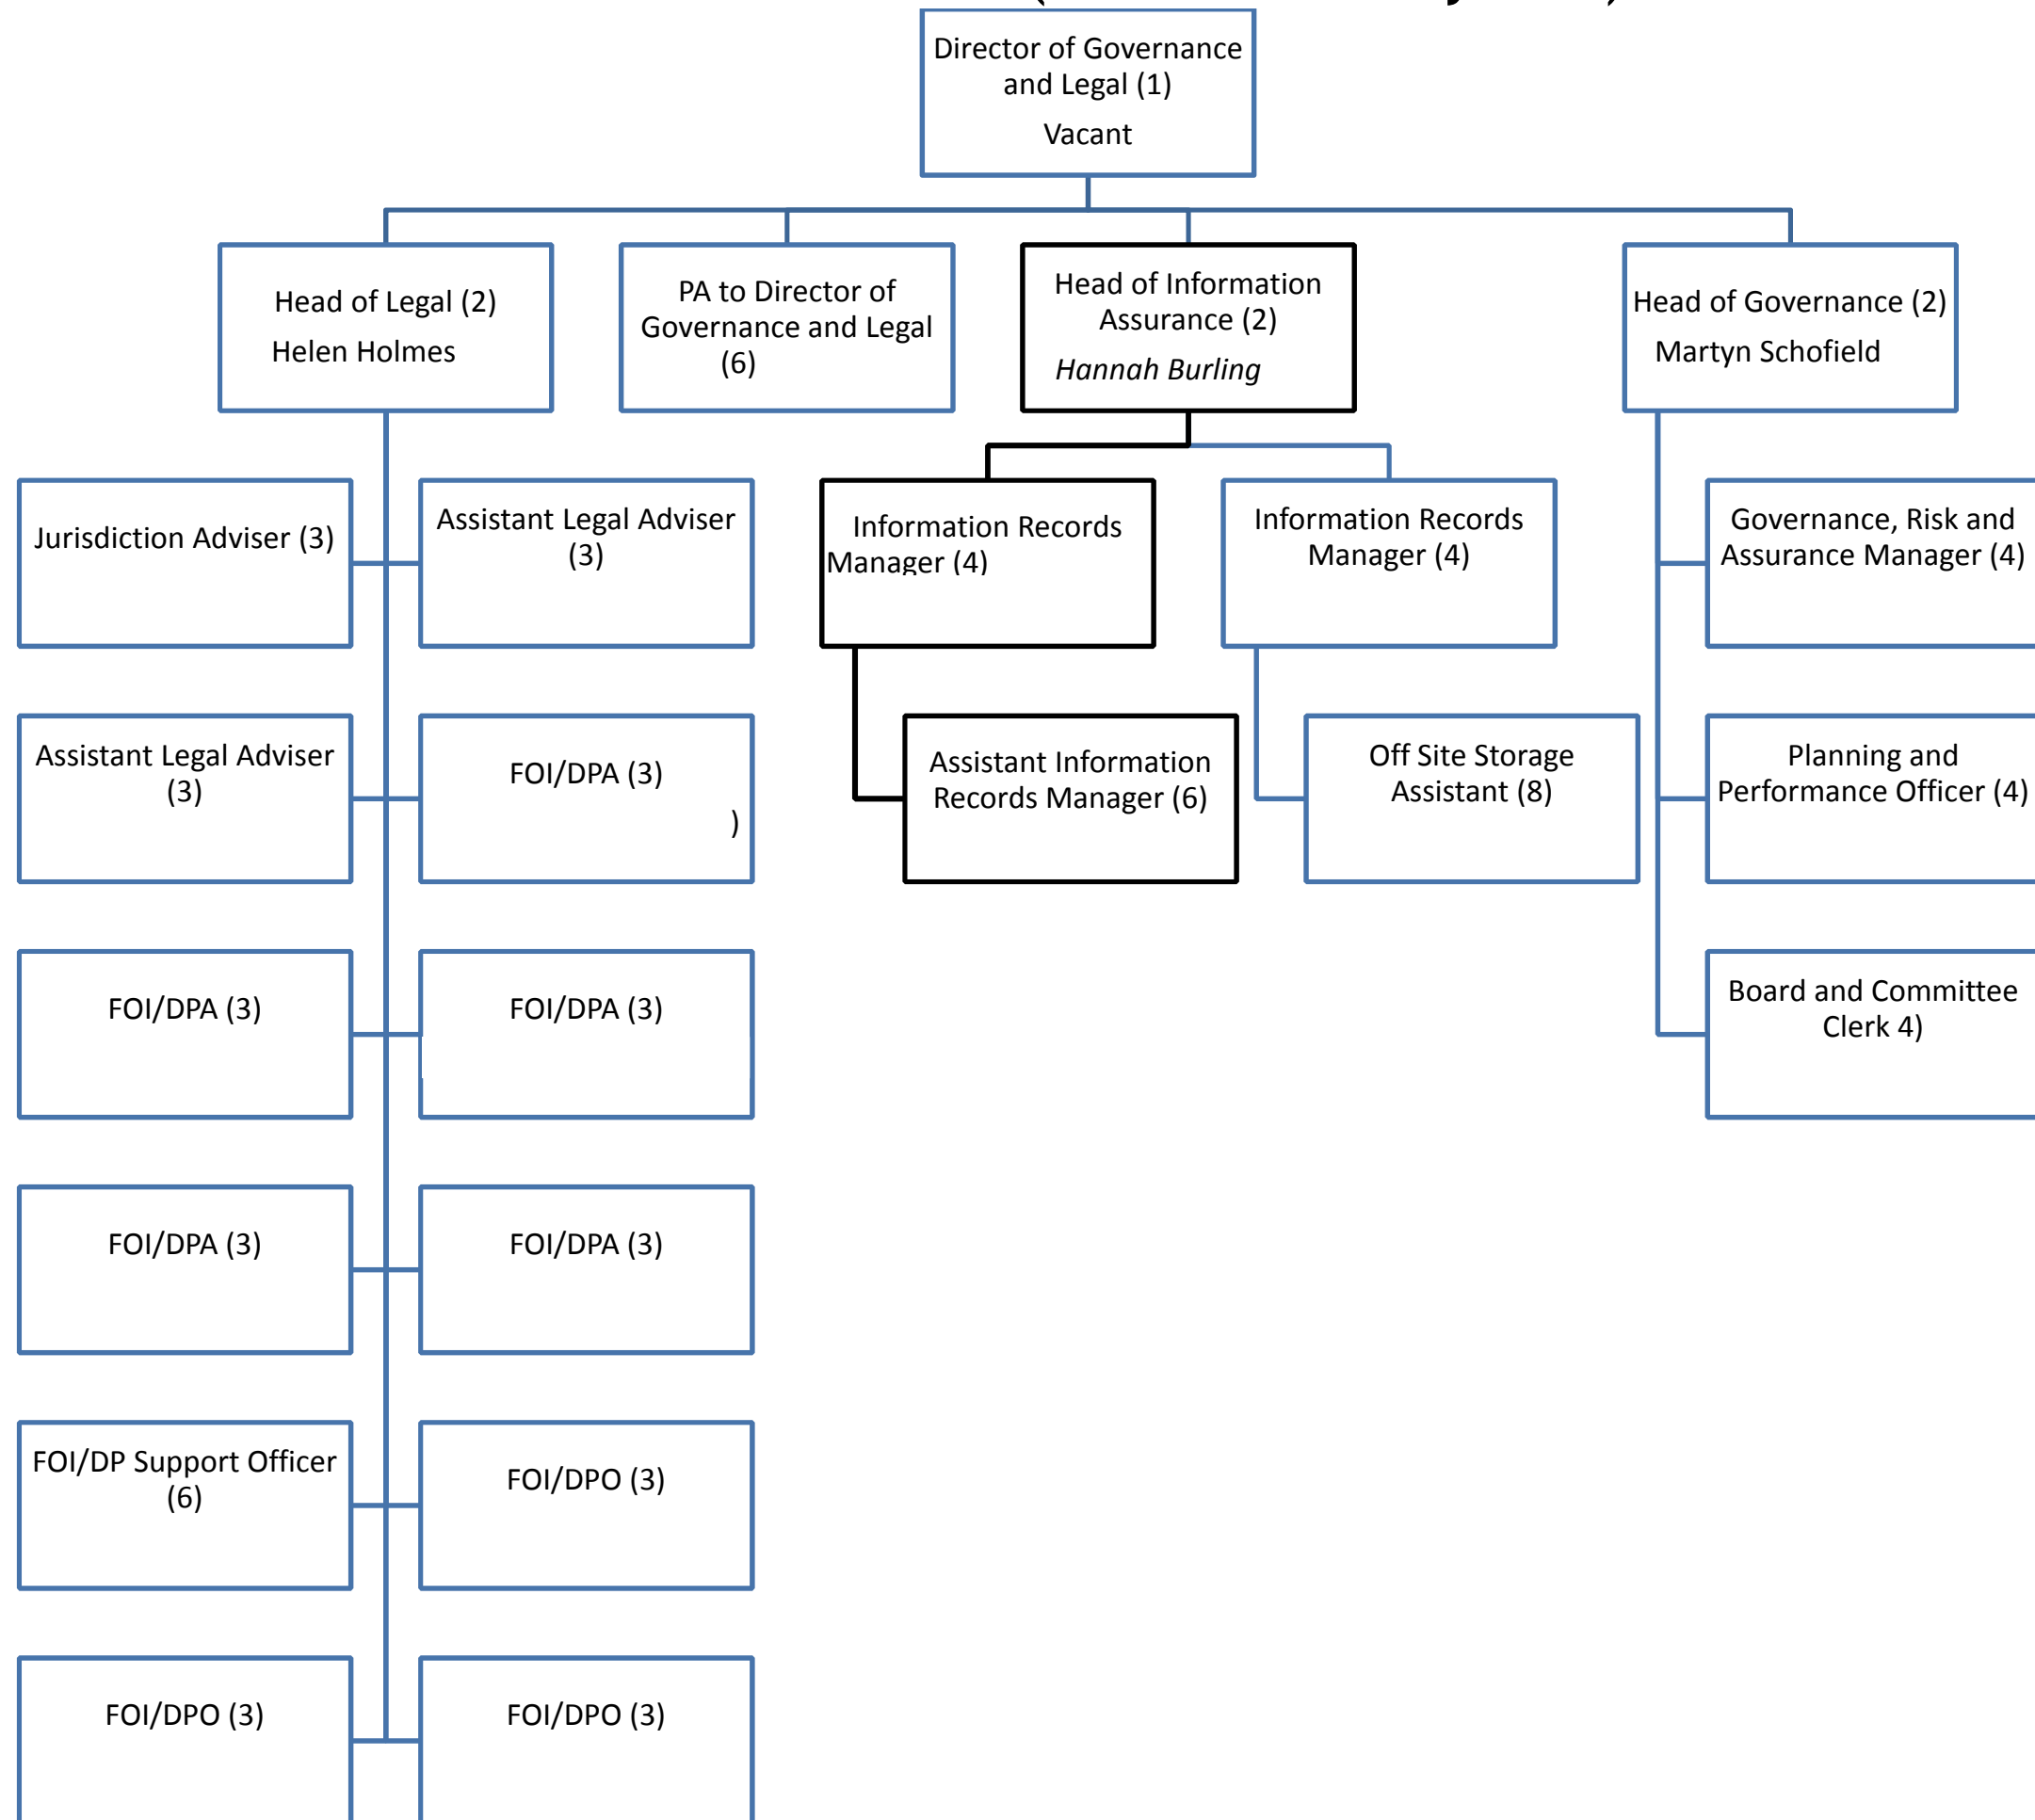 Director of Governance
and Legal (1)
Vacant
Head of Legal (2)
Helen Holmes
PA to Director of
Governance and Legal
(6)
Head of Information
Assurance (2)
Hannah Burling
Head of Governance (2)
Martyn Schofield
Jurisdiction Adviser (3)
Assistant Legal Adviser
(3)
Information Records
Manager (4)
Information Records
Manager (4)
Governance, Risk and
Assurance Manager (4)
Assistant Legal Adviser
(3)
FOI/DPA (3)
)
Assistant Information
Records Manager (6)
Off Site Storage
Assistant (8)
Planning and
Performance Officer (4)
FOI/DPA (3)
FOI/DPA (3)
Board and Committee
Clerk 4)
FOI/DPA (3)
FOI/DPA (3)
FOI/DP Support Officer
(6)
FOI/DPO (3)
FOI/DPO (3)
FOI/DPO (3)